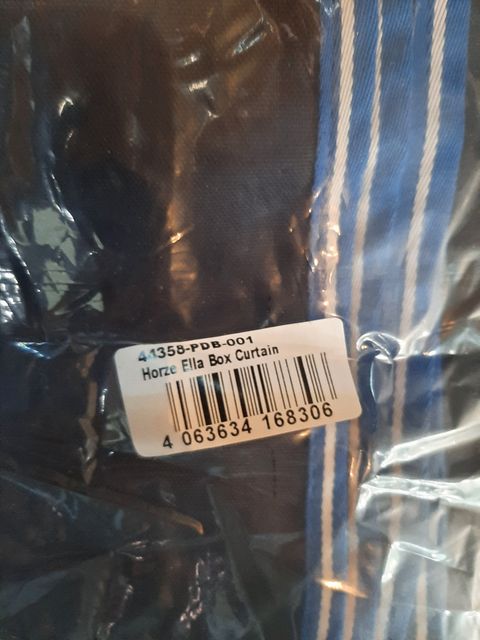 44358-PDB-001
Horze Ella Box Curtain
4 063634 168306